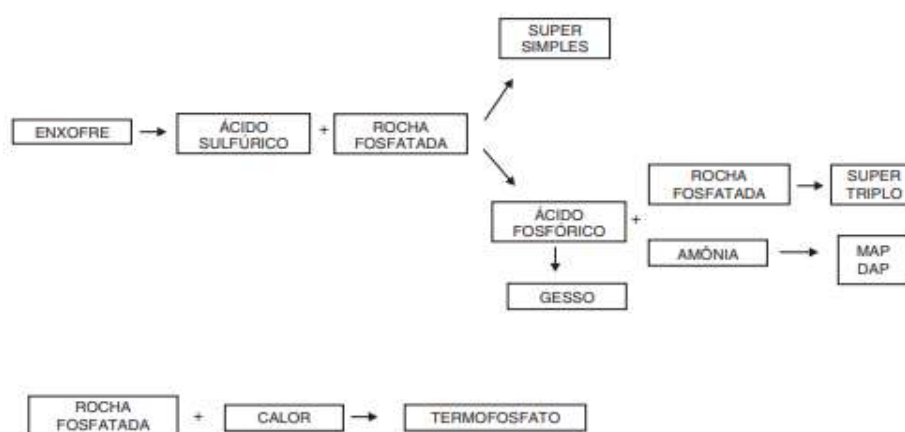 SUPER
SIMPLES
ENXOFRE
ÁCIDO
SULFÚRICO
+
ROCHA
FOSFATADA
ROCHA
FOSFATADA
SUPER
TRIPLO
ÁCIDO
FOSFÓRICO
+
AMÔNIA
MAP
DAP
GESSO
ROCHA
FOSFATADA
+
CALOR
TERMOFOSFATO